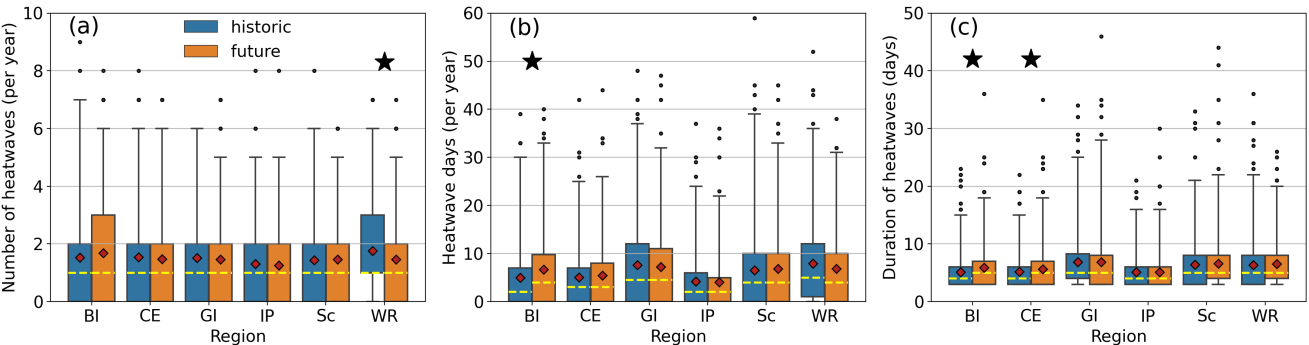 (a)
historic
future
Number of heatwaves (per year)
10
8
6
4
2
0
BI CE GI IP Sc WR
Region
(b)
Heatwave days (per year)
60
50
40
30
20
10
0
BI CE GI IP Sc WR
Region
(c)
Duration of heatwaves (days)
50
40
30
20
10
0
BI CE GI IP Sc WR
Region